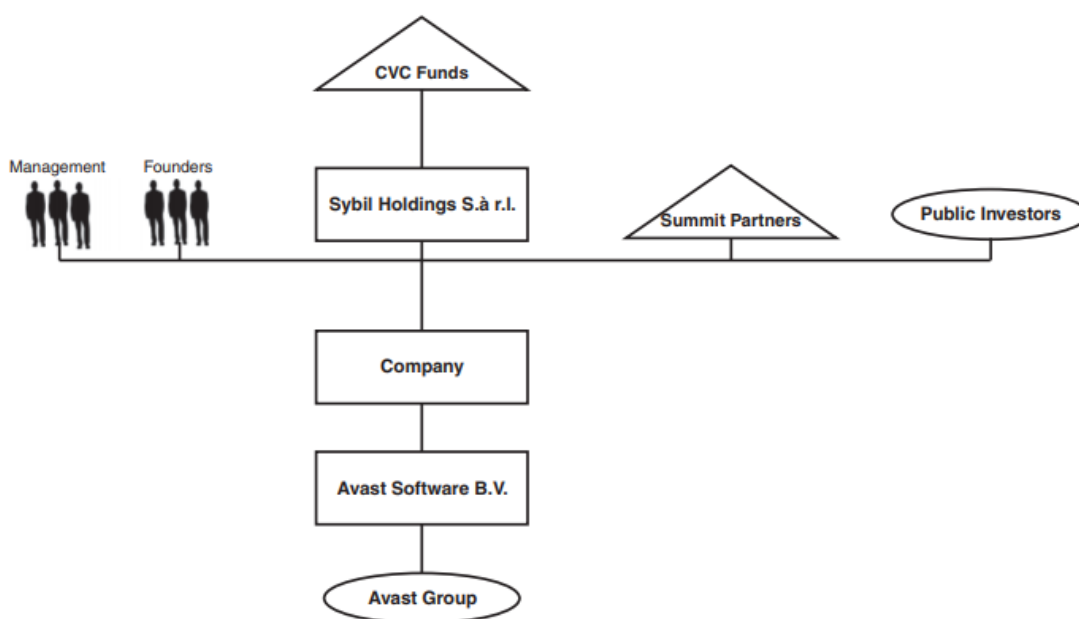 CVC Funds
Management
Founders
Sybil Holdings S.à r.l.
Summit Partners
Public Investors
Company
Avast Software B.V.
Avast Group